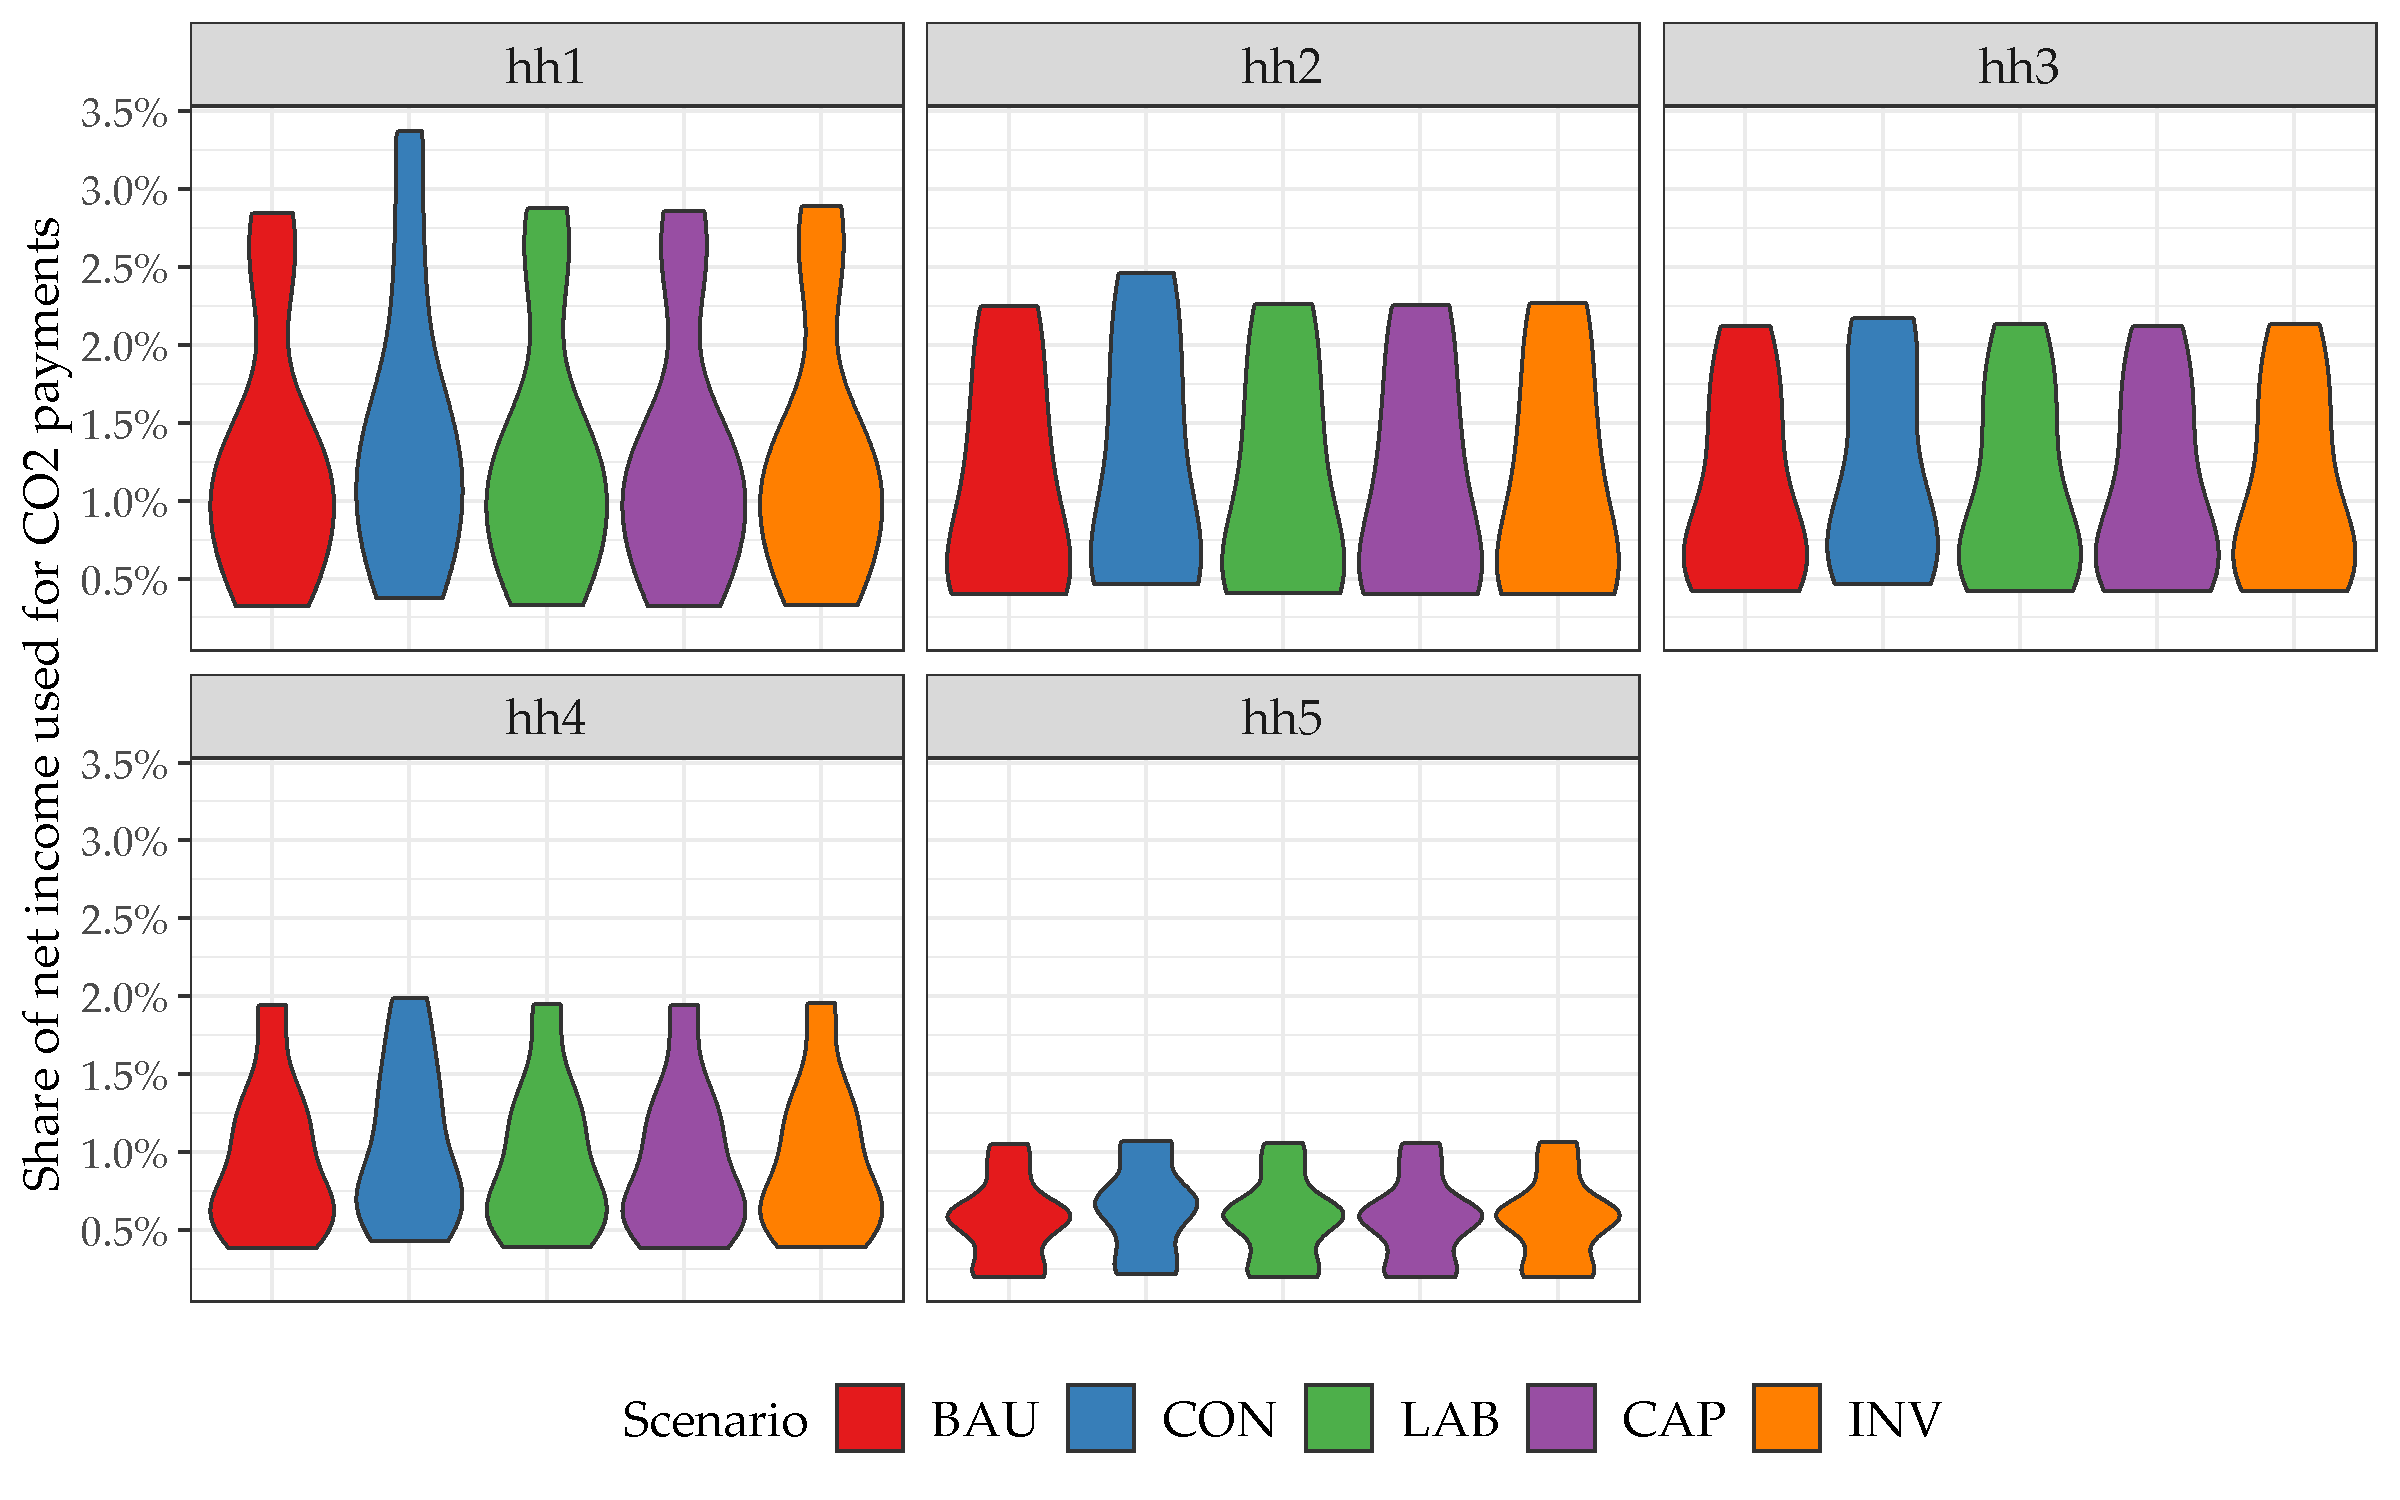 hh1
hh2
hh3
3.5%
3.0%
2.5%
2.0%
1.5%
1.0%
0.5%
hh4
hh5
3.5%
3.0%
2.5%
2.0%
1.5%
1.0%
0.5%
Share of net income used for CO2 payments
Scenario BAU CON LAB CAP INV